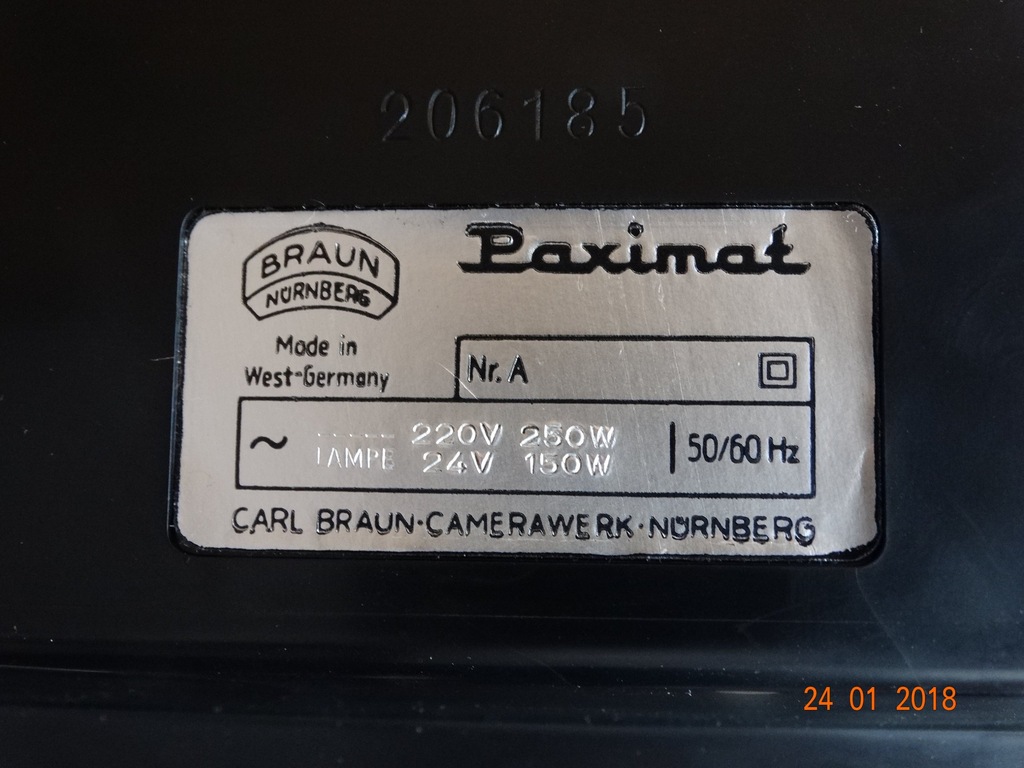 206185
BRAUN
NÜRNBERG
Paximat
Made in
West-Germany
Nr. A
~ ----- 220V 250W
LAMPE 24V 150W
50/60 Hz
CARL BRAUN·CAMERAWERK·NÜRNBERG
24 01 2018